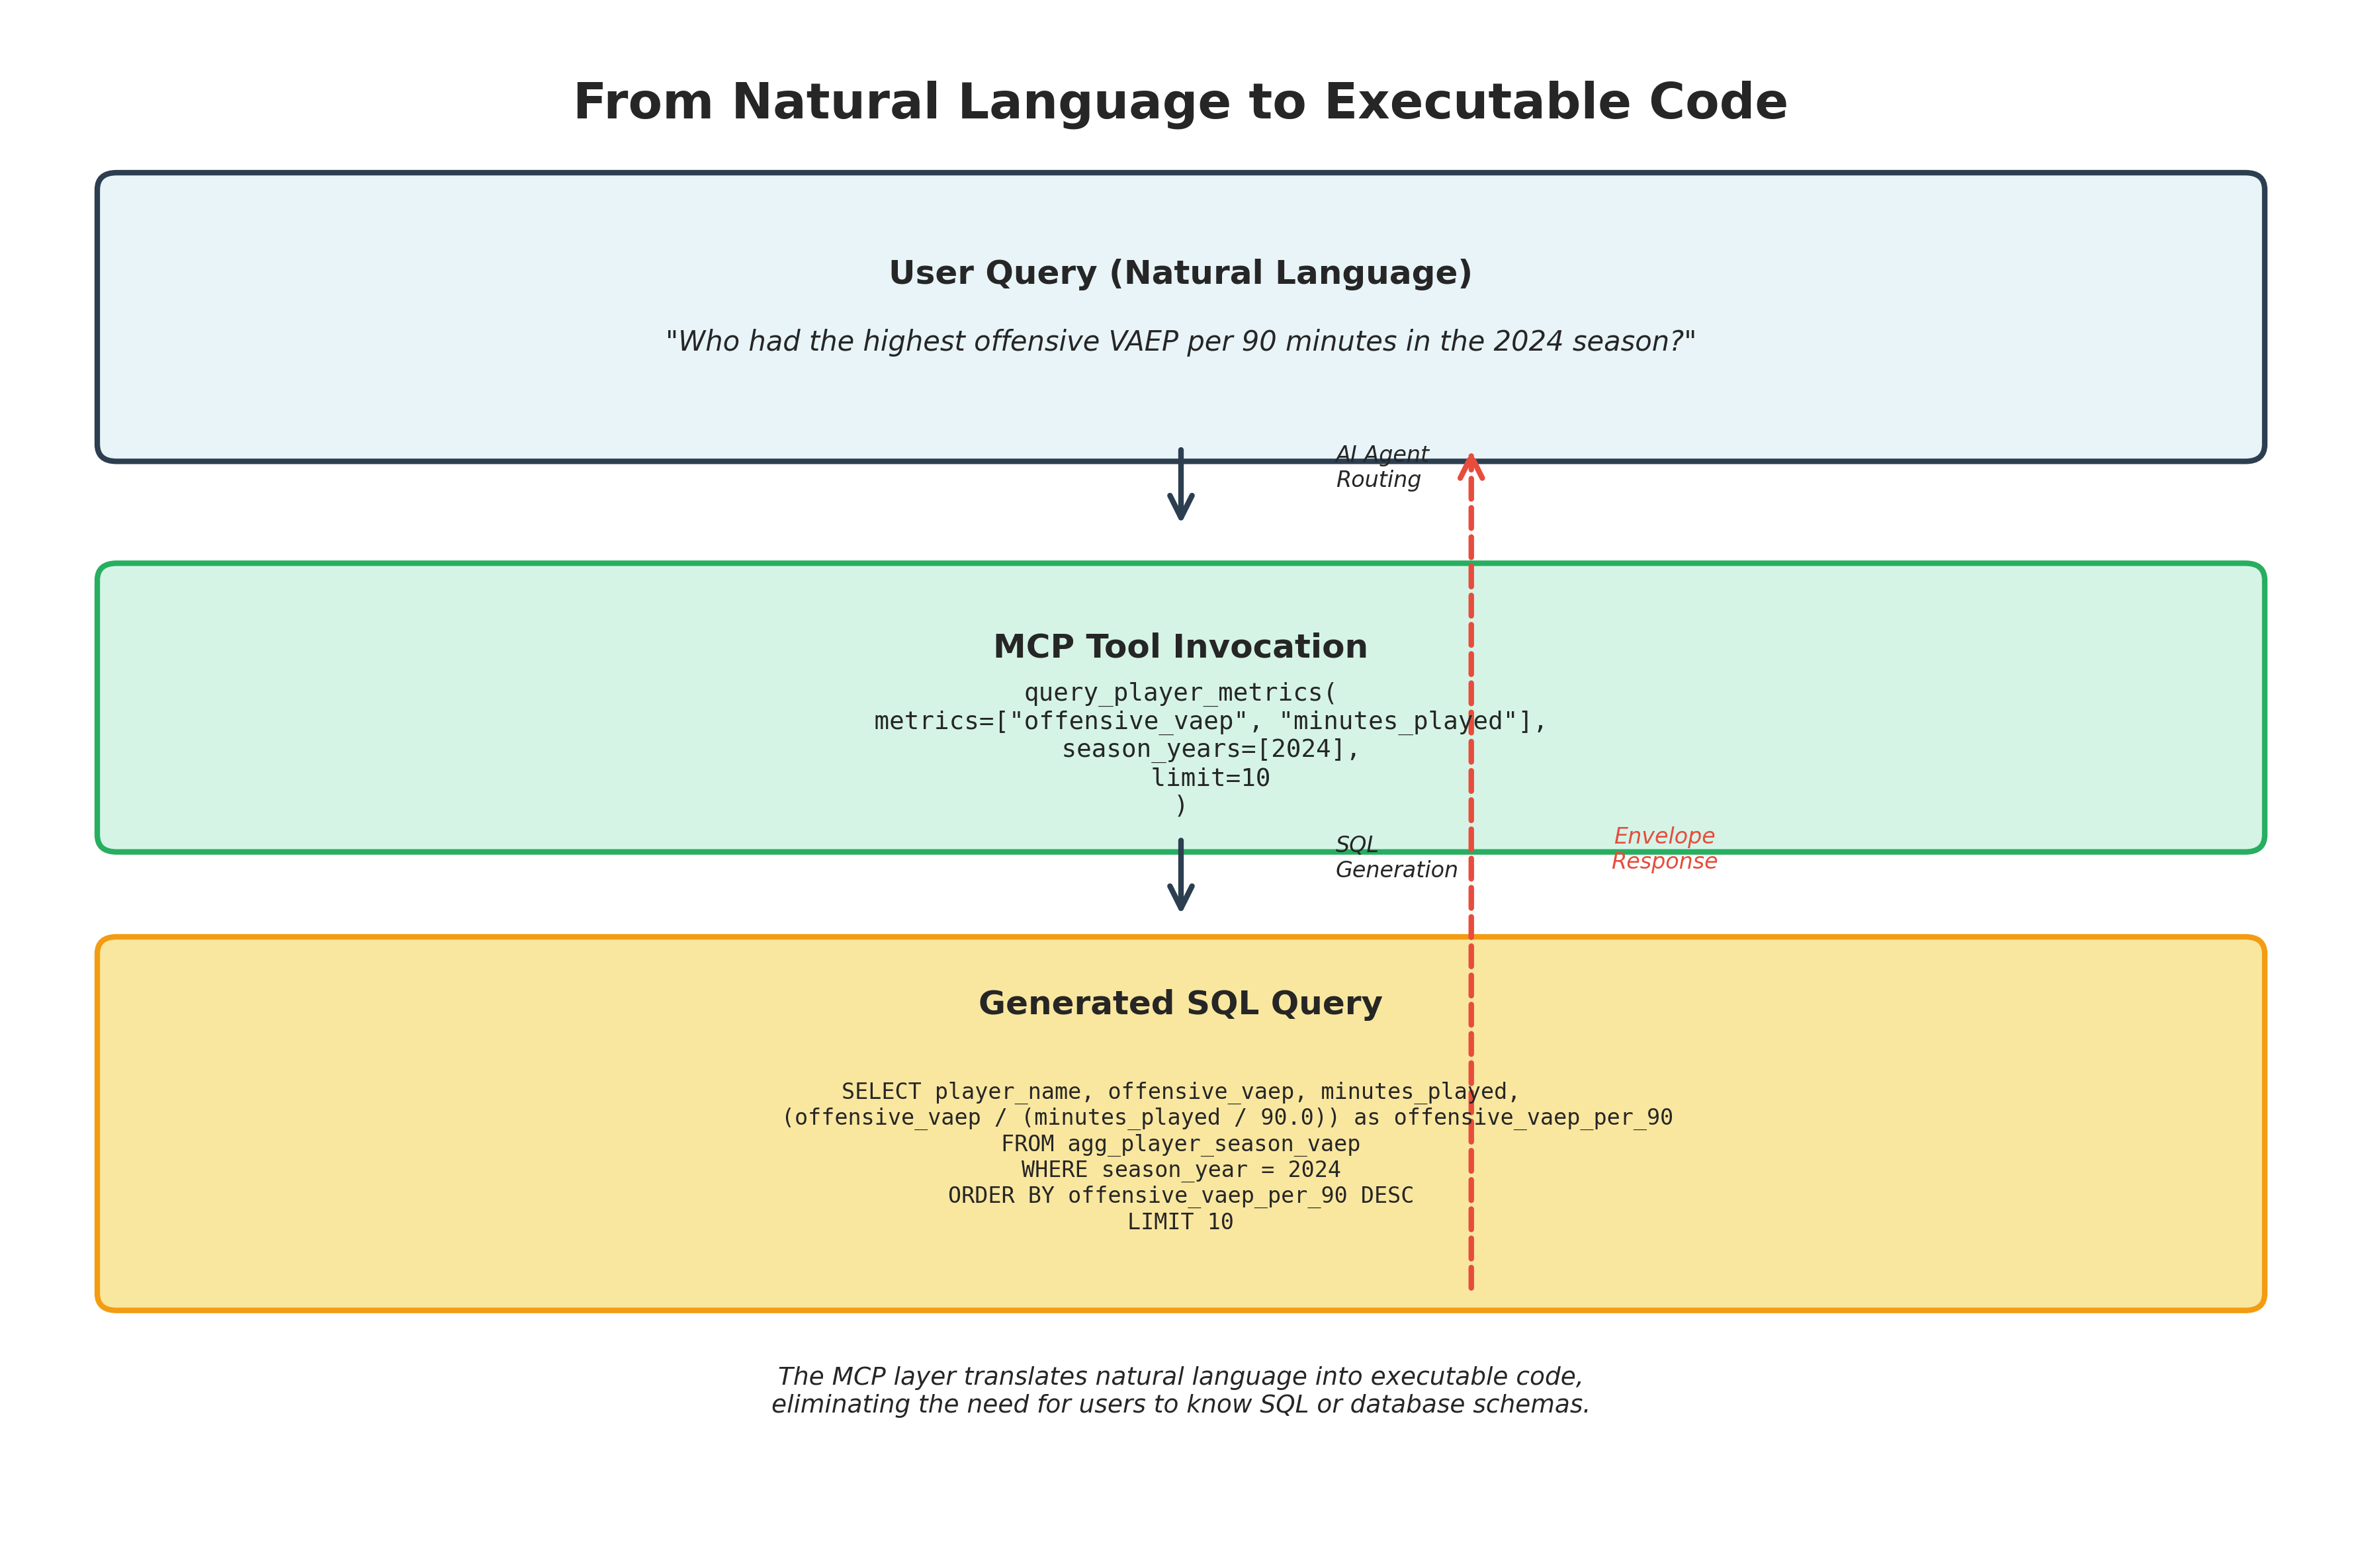 From Natural Language to Executable Code
User Query (Natural Language)
"Who had the highest offensive VAEP per 90 minutes in the 2024 season?"
AI Agent
Routing
MCP Tool Invocation
query_player_metrics(
metrics=["offensive_vaep", "minutes_played"],
season_years=[2024],
limit=10
)
SQL
Generation
Envelope
Response
Generated SQL Query
SELECT player_name, offensive_vaep, minutes_played,
(offensive_vaep / (minutes_played / 90.0)) as offensive_vaep_per_90
FROM agg_player_season_vaep
WHERE season_year = 2024
ORDER BY offensive_vaep_per_90 DESC
LIMIT 10
The MCP layer translates natural language into executable code,
eliminating the need for users to know SQL or database schemas.